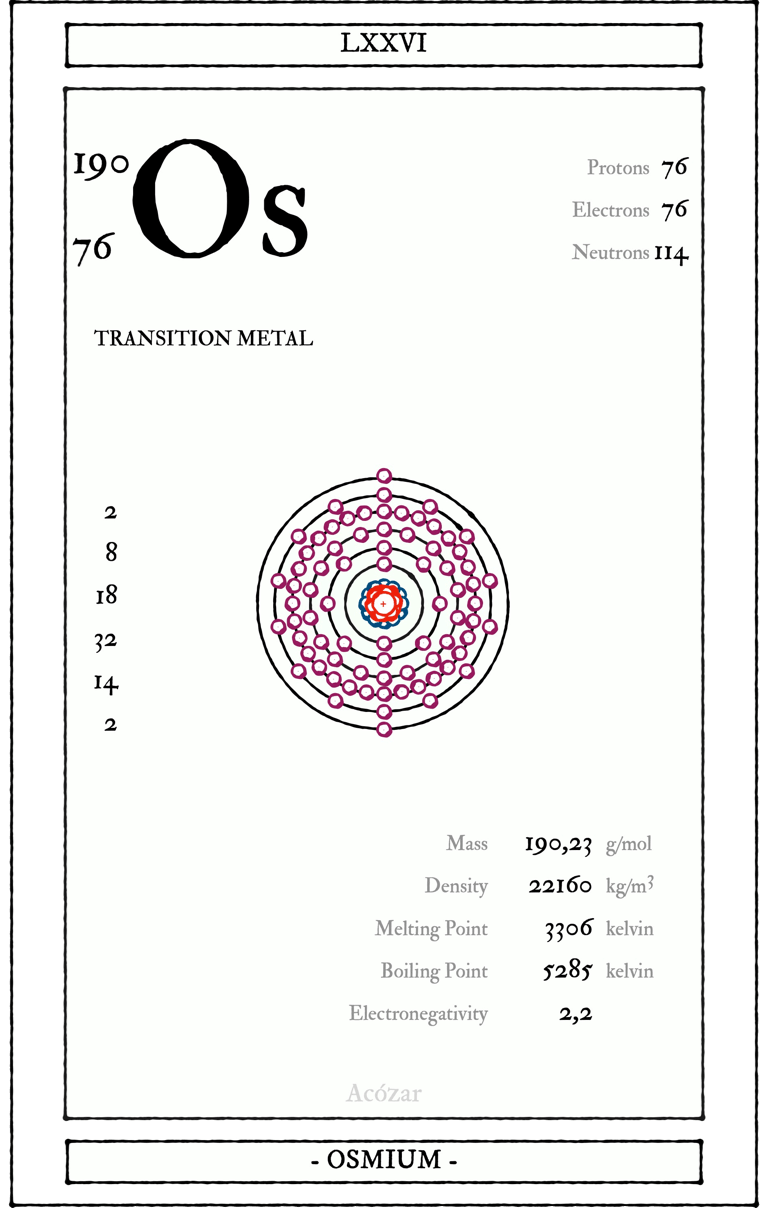 LXXVI
190
Os
76
Protons 76
Electrons 76
Neutrons 114
TRANSITION METAL
2
8
18
32
14
2
+
Mass 190,23 g/mol
Density 22160 kg/m³
Melting Point 3306 kelvin
Boiling Point 5285 kelvin
Electronegativity 2,2
Acózar
- OSMIUM -